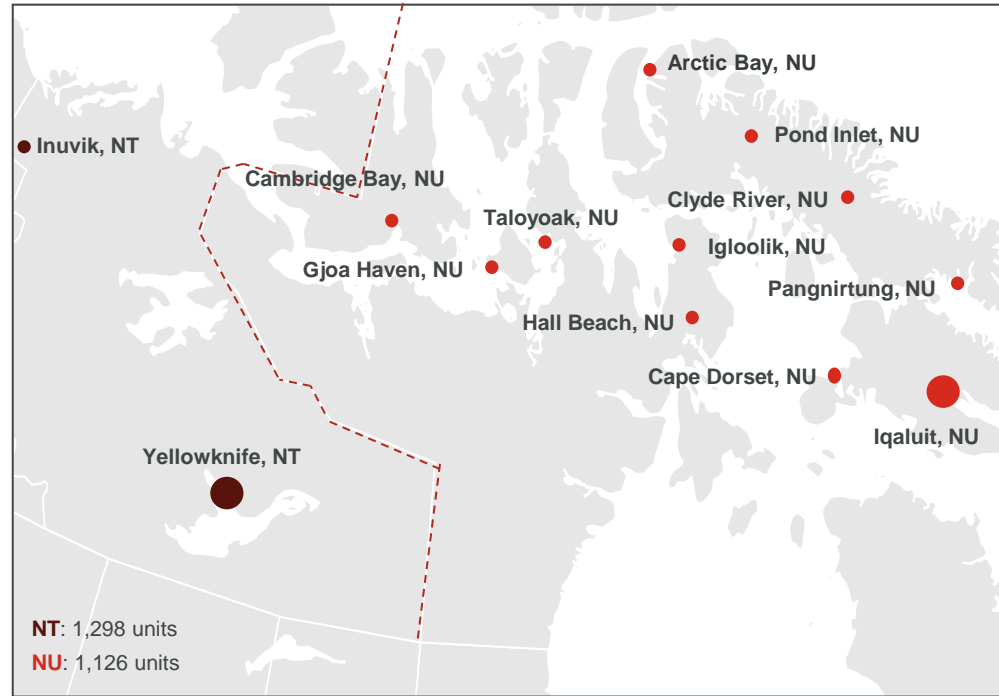 Arctic Bay, NU
Pond Inlet, NU
Inuvik, NT
Cambridge Bay, NU
Clyde River, NU
Taloyoak, NU
Igloolik, NU
Gjoa Haven, NU
Pangnirtung, NU
Hall Beach, NU
Cape Dorset, NU
Iqaluit, NU
Yellowknife, NT
NT: 1,298 units
NU: 1,126 units